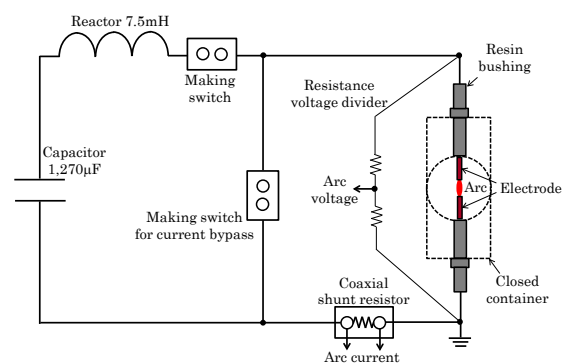 Reactor 7.5mH
Making
switch
Resin
bushing
Resistance
voltage divider
Capacitor
1,270μF
Arc
voltage
Arc
Electrode
Making switch
for current bypass
Coaxial
shunt resistor
Closed
container
Arc current